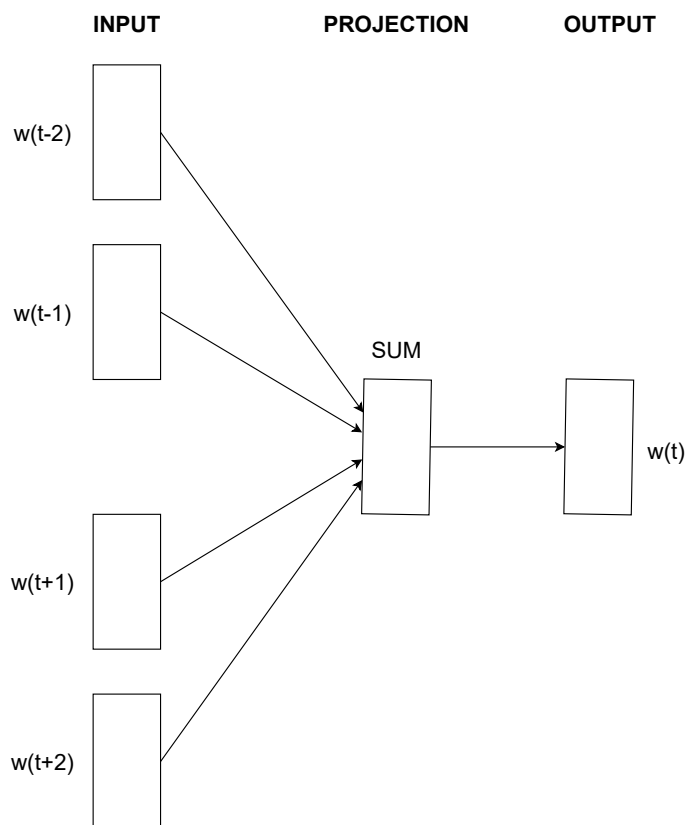 INPUT PROJECTION OUTPUT
w(t-2)
w(t-1)
SUM
w(t)
w(t+1)
w(t+2)